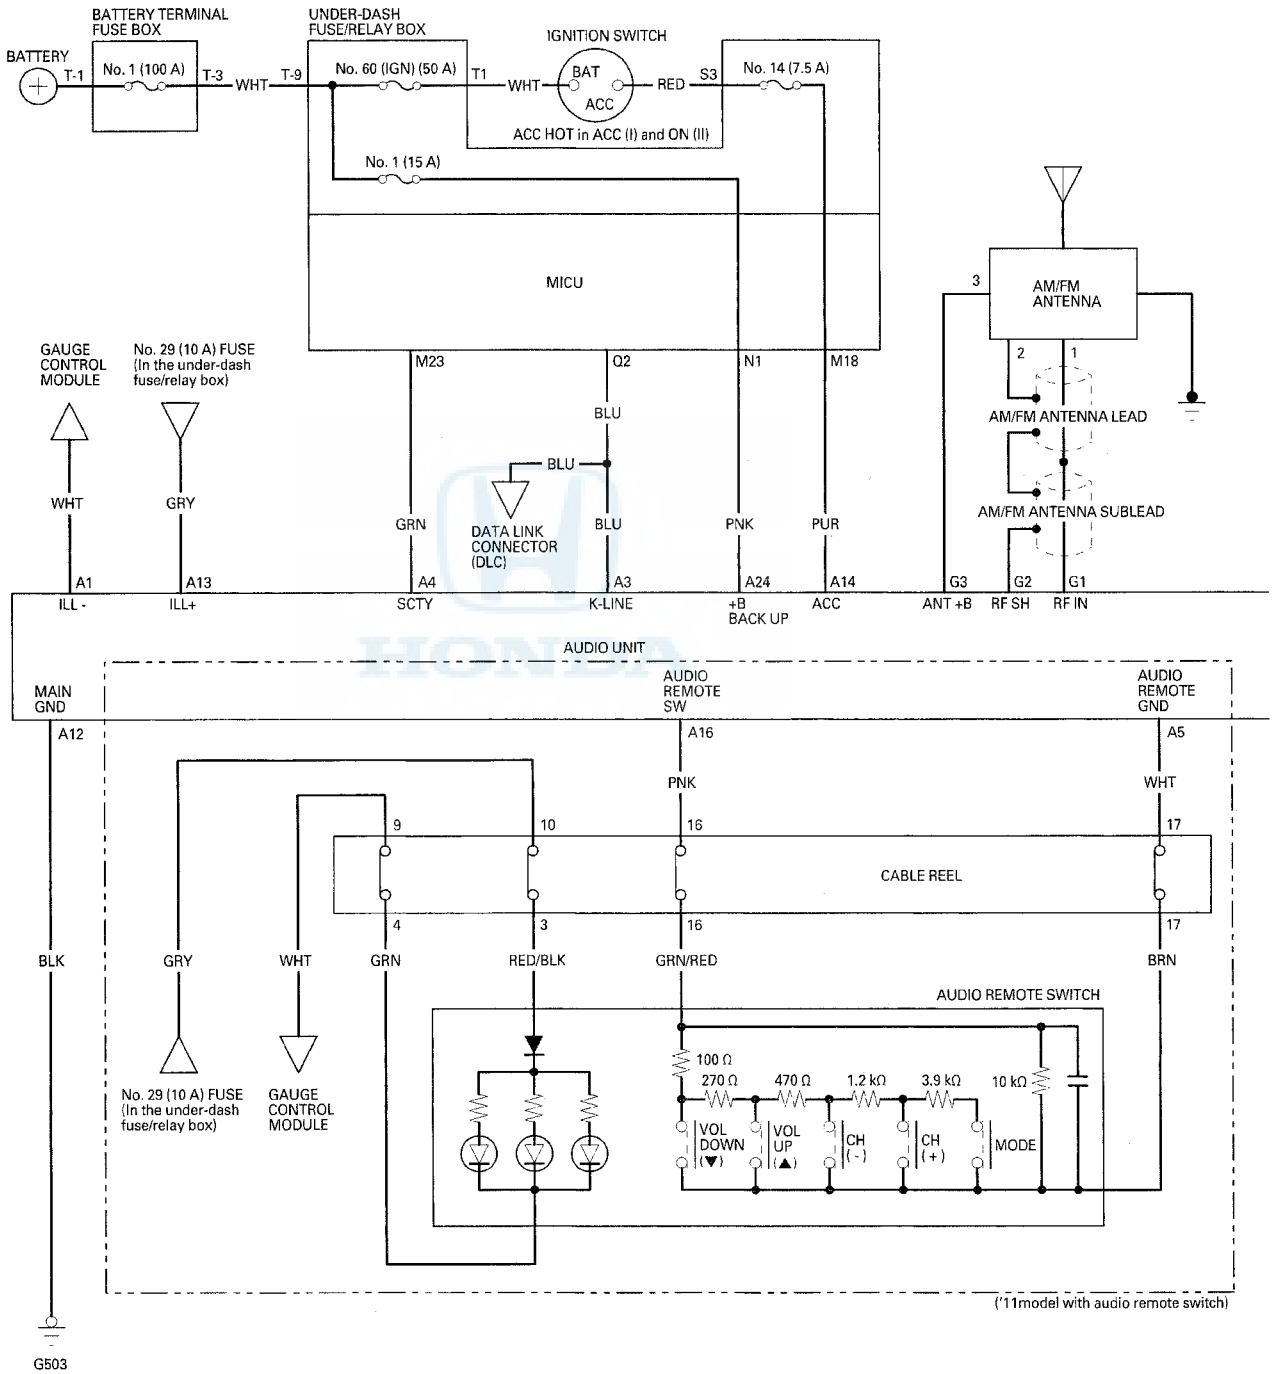 BATTERY TERMINAL
FUSE BOX
UNDER-DASH
FUSE/RELAY BOX
IGNITION SWITCH
BATTERY
T-1
No. 1 (100 A)
T-3
WHT
T-9
No. 60 (IGN) (50 A)
T1
WHT
BAT
ACC
RED
S3
No. 14 (7.5 A)
ACC HOT in ACC (I) and ON (II)
No. 1 (15 A)
MICU
3
AM/FM
ANTENNA
2
1
GAUGE
CONTROL
MODULE
No. 29 (10 A) FUSE
(In the under-dash
fuse/relay box)
M23
Q2
N1
M18
BLU
AM/FM ANTENNA LEAD
BLU
WHT
GRY
GRN
DATA LINK
CONNECTOR
(DLC)
BLU
PNK
PUR
AM/FM ANTENNA SUBLEAD
A1
A13
A4
A3
A24
A14
G3
G2
G1
ILL -
ILL+
SCTY
K-LINE
+B
BACK UP
ACC
ANT +B
RF SH
RF IN
HONDA
AUDIO UNIT
MAIN
GND
AUDIO
REMOTE
SW
AUDIO
REMOTE
GND
A12
A16
A5
PNK
WHT
9
10
16
17
CABLE REEL
4
3
16
17
BLK
GRY
WHT
GRN
RED/BLK
GRN/RED
BRN
AUDIO REMOTE SWITCH
100 Ω
270 Ω
470 Ω
1.2 kΩ
3.9 kΩ
10 kΩ
No. 29 (10 A) FUSE
(In the under-dash
fuse/relay box)
GAUGE
CONTROL
MODULE
VOL
DOWN
(▼)
VOL
UP
(▲)
CH
(-)
CH
(+)
MODE
('11model with audio remote switch)
G503